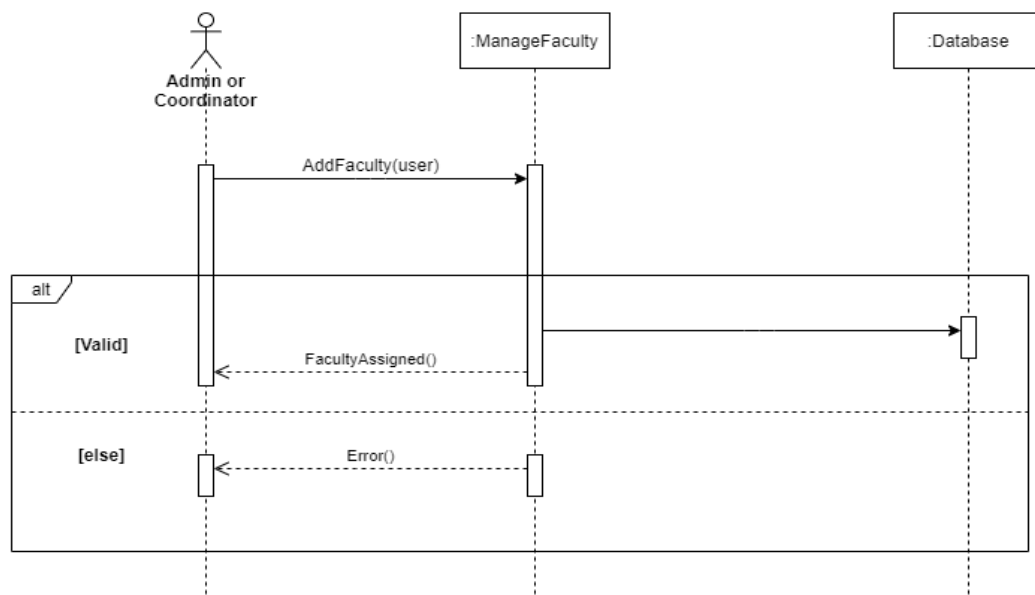 :ManageFaculty
:Database
Admin or
Coordinator
AddFaculty(user)
alt
[Valid]
FacultyAssigned()
[else]
Error()